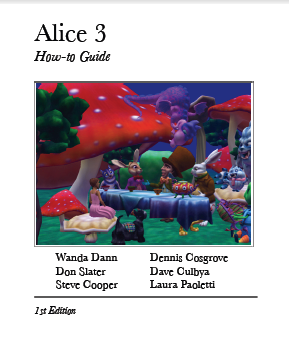 Alice 3
How-to Guide
Wanda Dann
Don Slater
Steve Cooper
Dennis Cosgrove
Dave Culbya
Laura Paoletti
1st Edition